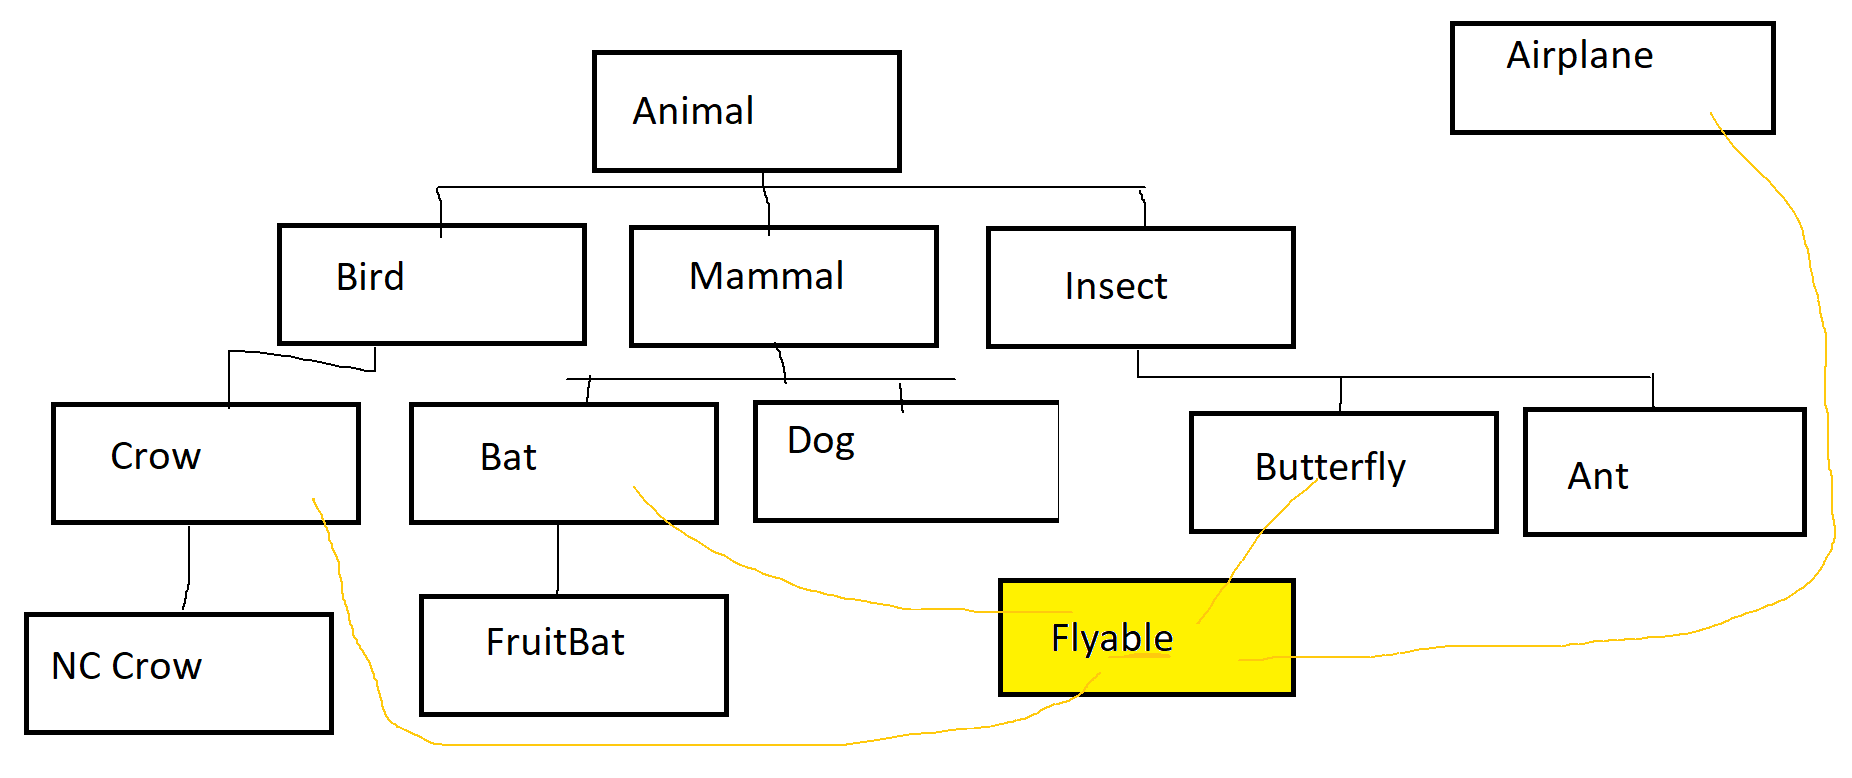 Airplane
Animal
Bird
Mammal
Insect
Crow
Bat
Dog
Butterfly
Ant
NC Crow
FruitBat
Flyable